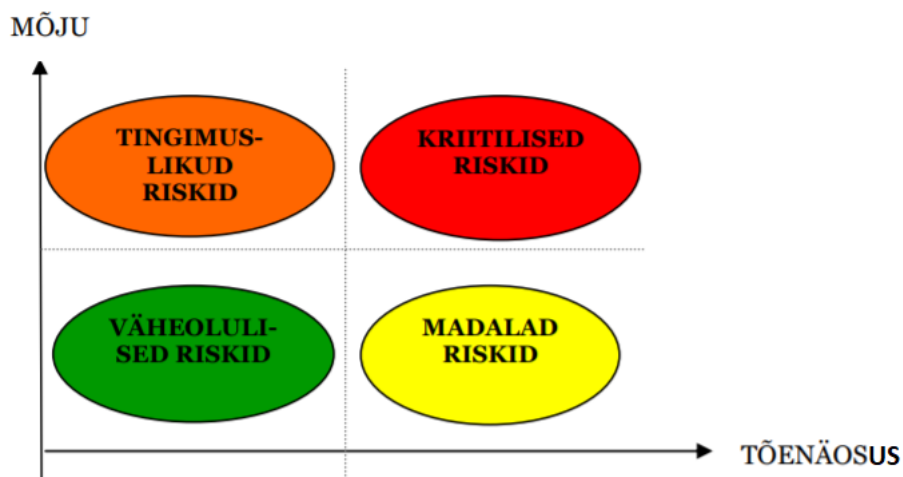 MÕJU
TINGIMUS-
LIKUD
RISKID
KRIITILISED
RISKID
VÄHEOLULI-
SED RISKID
MADALAD
RISKID
TÕENÄOSUS